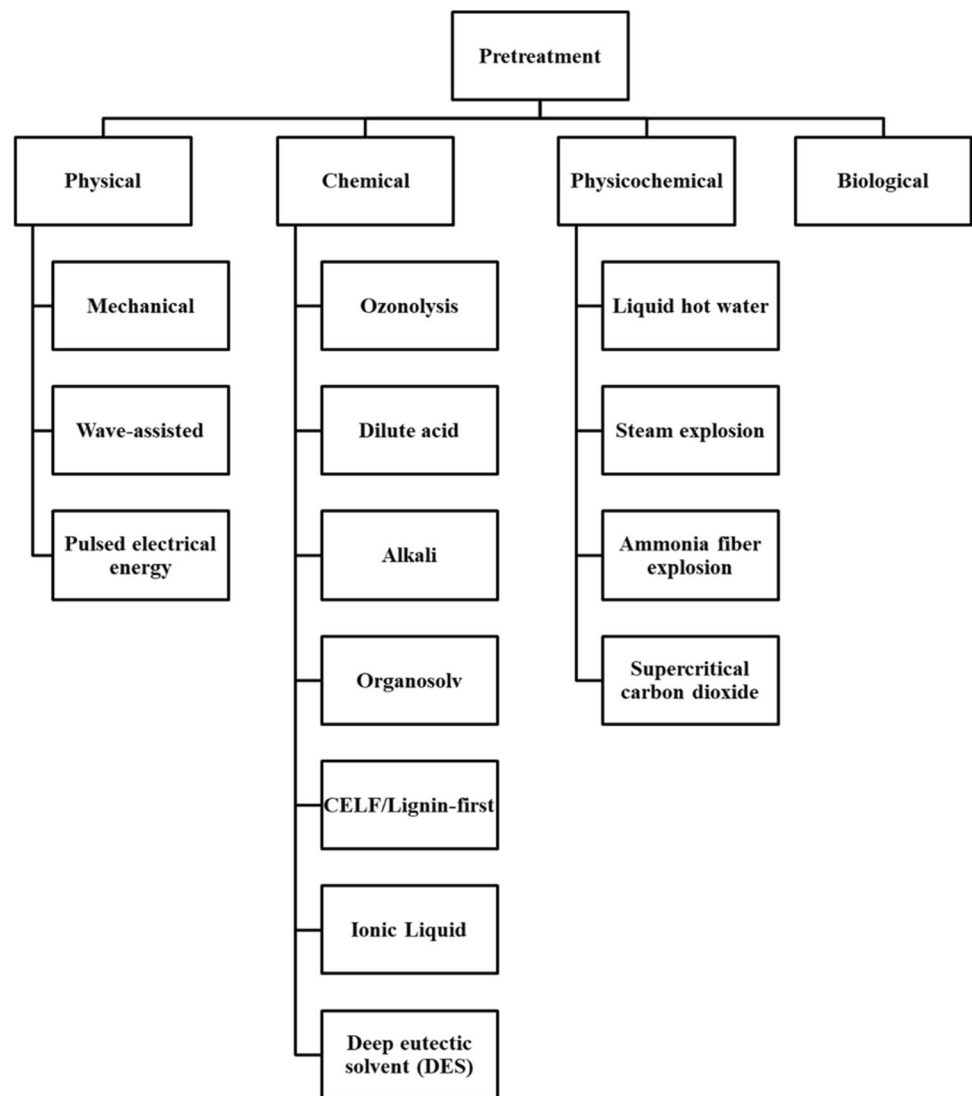 Pretreatment
Physical
Chemical
Physicochemical
Biological
Mechanical
Ozonolysis
Liquid hot water
Wave-assisted
Dilute acid
Steam explosion
Pulsed electrical
energy
Alkali
Ammonia fiber
explosion
Organosolv
Supercritical
carbon dioxide
CELF/Lignin-first
Ionic Liquid
Deep eutectic
solvent (DES)